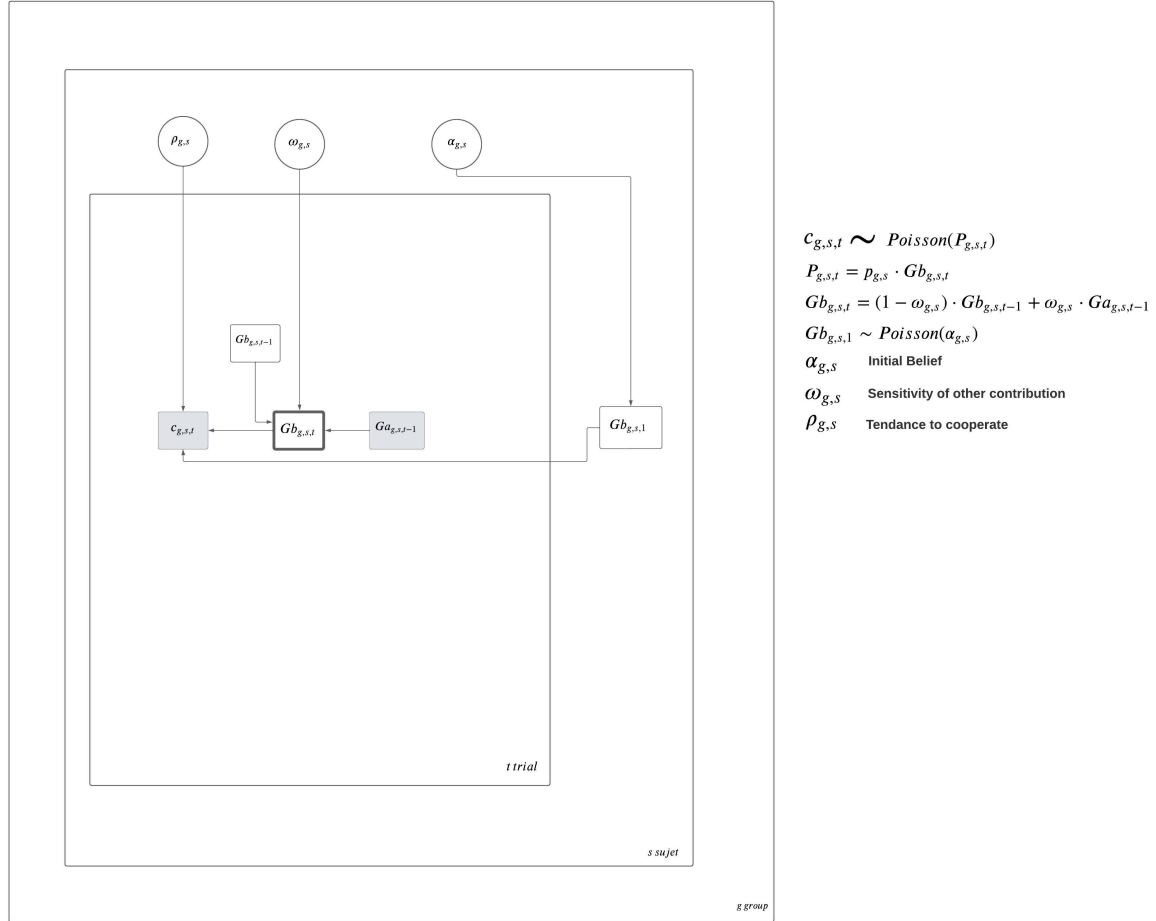 ρg,s
ωg,s
αg,s
Gbg,s,t−1
cg,s,t
Gbg,s,t
Gag,s,t−1
Gbg,s,1
t trial
s sujet
g group
cg,s,t ∼ Poisson(Pg,s,t)
Pg,s,t = pg,s · Gbg,s,t
Gbg,s,t = (1 − ωg,s) · Gbg,s,t−1 + ωg,s · Gag,s,t−1
Gbg,s,1 ∼ Poisson(αg,s)
αg,s Initial Belief
ωg,s Sensitivity of other contribution
ρg,s Tendance to cooperate